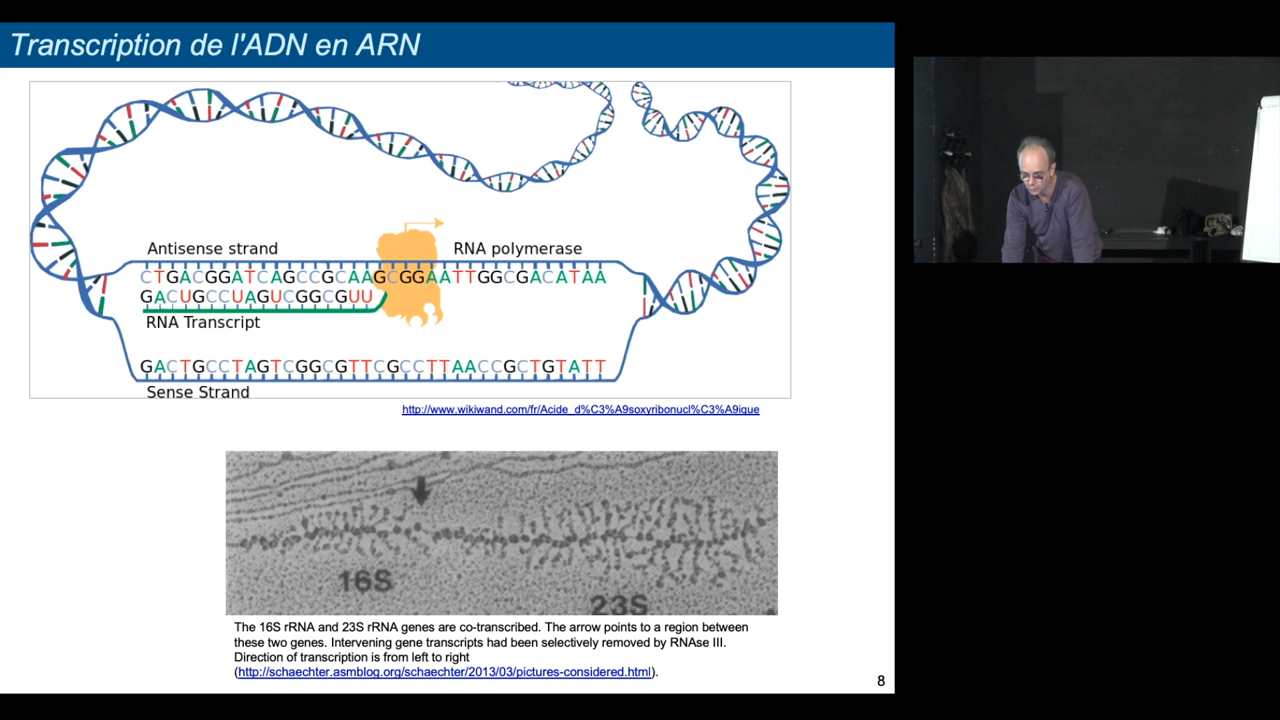 Transcription de l'ADN en ARN
Antisense strand
RNA polymerase
CTGACGGATCAGCCGCAAGCGGAATTGGCGACATAA
GACUGCCUAGUCGGCGUU
RNA Transcript
GACTGCCTAGTCGGCGTTCGCCTTAACCGCTGTATT
Sense Strand
http://www.wikiwand.com/fr/Acide_d%C3%A9soxyribonucl%C3%A9ique
16S
23S
The 16S rRNA and 23S rRNA genes are co-transcribed. The arrow points to a region between
these two genes. Intervening gene transcripts had been selectively removed by RNAse III.
Direction of transcription is from left to right
(http://schaechter.asmblog.org/schaechter/2013/03/pictures-considered.html).
8